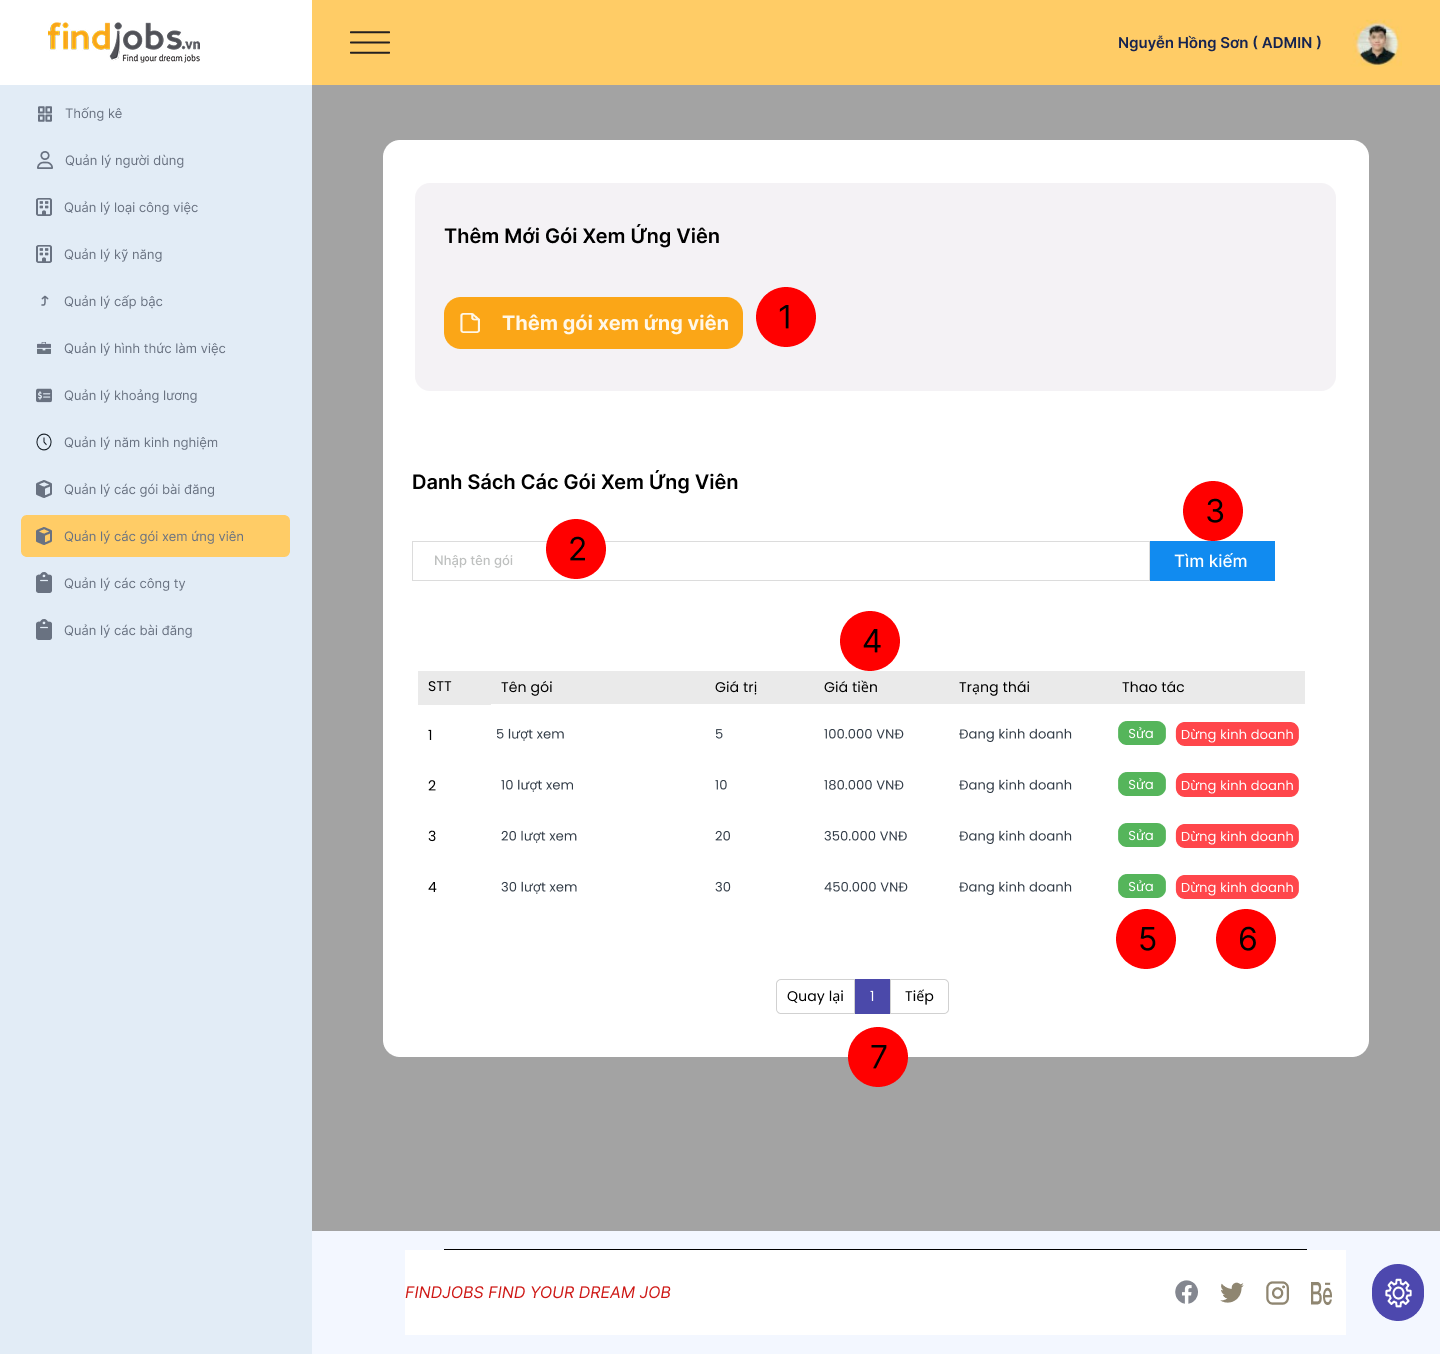 findjobs.vn
Find your dream jobs
Nguyễn Hồng Sơn ( ADMIN )
Thống kê
Quản lý người dùng
Quản lý loại công việc
Quản lý kỹ năng
Quản lý cấp bậc
Quản lý hình thức làm việc
Quản lý khoảng lương
Quản lý năm kinh nghiệm
Quản lý các gói bài đăng
Quản lý các gói xem ứng viên
Quản lý các công ty
Quản lý các bài đăng
Thêm Mới Gói Xem Ứng Viên
Thêm gói xem ứng viên
1
Danh Sách Các Gói Xem Ứng Viên
3
Nhập tên gói
2
Tìm kiếm
4
STT Tên gói Giá trị Giá tiền Trạng thái Thao tác
1 5 lượt xem 5 100.000 VNĐ Đang kinh doanh Sửa Dừng kinh doanh
2 10 lượt xem 10 180.000 VNĐ Đang kinh doanh Sửa Dừng kinh doanh
3 20 lượt xem 20 350.000 VNĐ Đang kinh doanh Sửa Dừng kinh doanh
4 30 lượt xem 30 450.000 VNĐ Đang kinh doanh Sửa Dừng kinh doanh
5 6
Quay lại 1 Tiếp
7
FINDJOBS FIND YOUR DREAM JOB